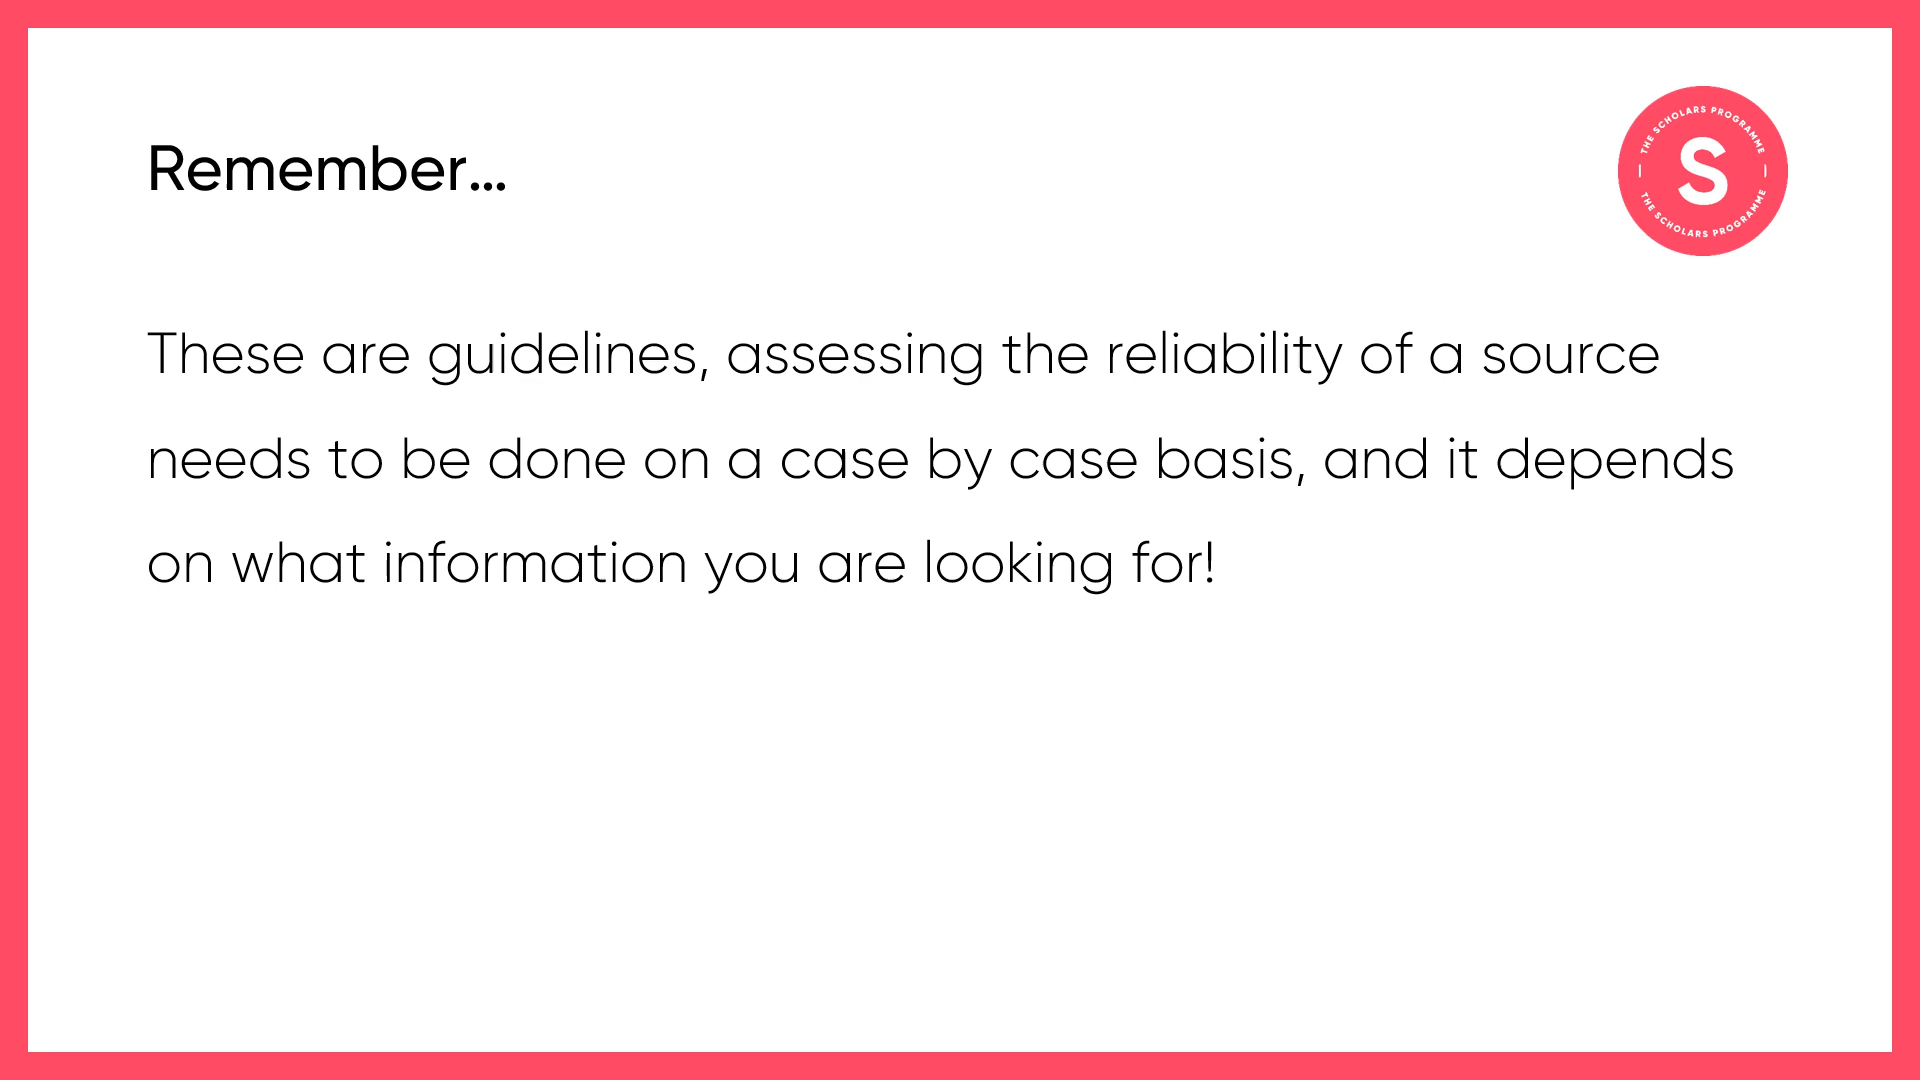 Remember...
THE SCHOLARS PROGRAMME
S
THE SCHOLARS PROGRAMME
These are guidelines, assessing the reliability of a source
needs to be done on a case by case basis, and it depends
on what information you are looking for!